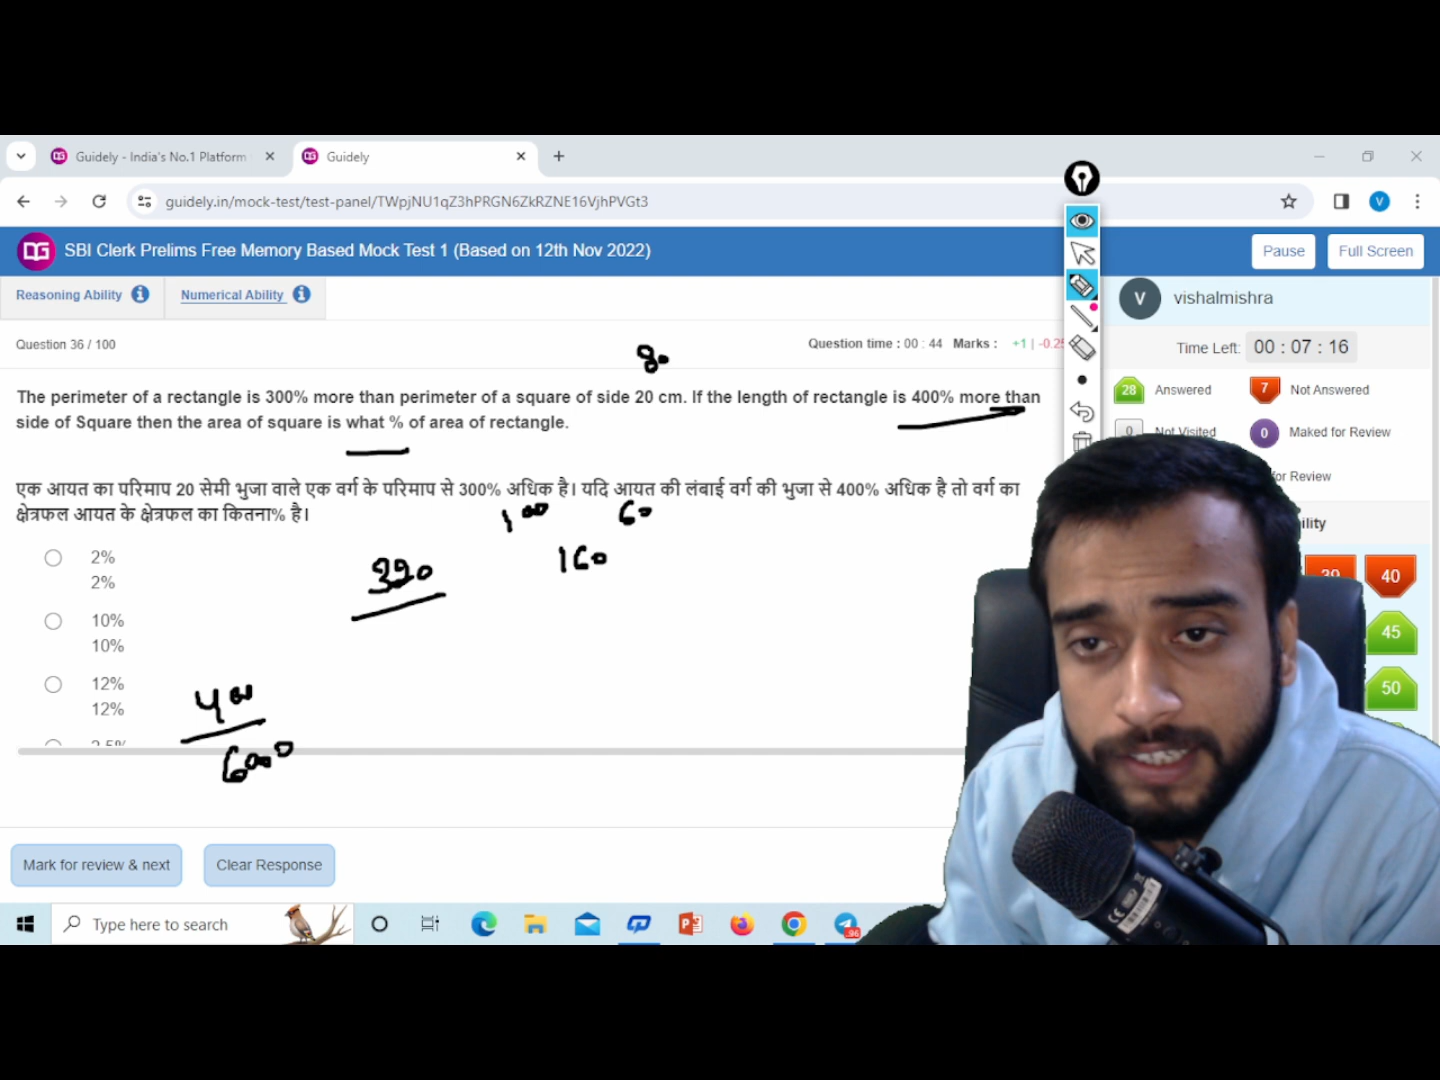 Guidely - India's No.1 Platform
Guidely
guidely.in/mock-test/test-panel/TWpjNU1qZ3hPRGN6ZkRZNE16VjhPVGt3
V
DG SBI Clerk Prelims Free Memory Based Mock Test 1 (Based on 12th Nov 2022)
Pause Full Screen
Reasoning Ability i Numerical Ability i
V vishalmishra
Question 36 / 100
Question time : 00 : 44 Marks : +1 | -0.25
Time Left: 00 : 07 : 16
80
28 Answered 7 Not Answered
The perimeter of a rectangle is 300% more than perimeter of a square of side 20 cm. If the length of rectangle is 400% more than
side of Square then the area of square is what % of area of rectangle.
Not Visited 0 Maked for Review
for Review
एक आयत का परिमाप 20 सेमी भुजा वाले एक वर्ग के परिमाप से 300% अधिक है। यदि आयत की लंबाई वर्ग की भुजा से 400% अधिक है तो वर्ग का
क्षेत्रफल आयत के क्षेत्रफल का कितना% है।
100 60
160
320
39 40
45
50
2%
2%
10%
10%
12%
12%
400
6000
Mark for review & next Clear Response
Type here to search
96